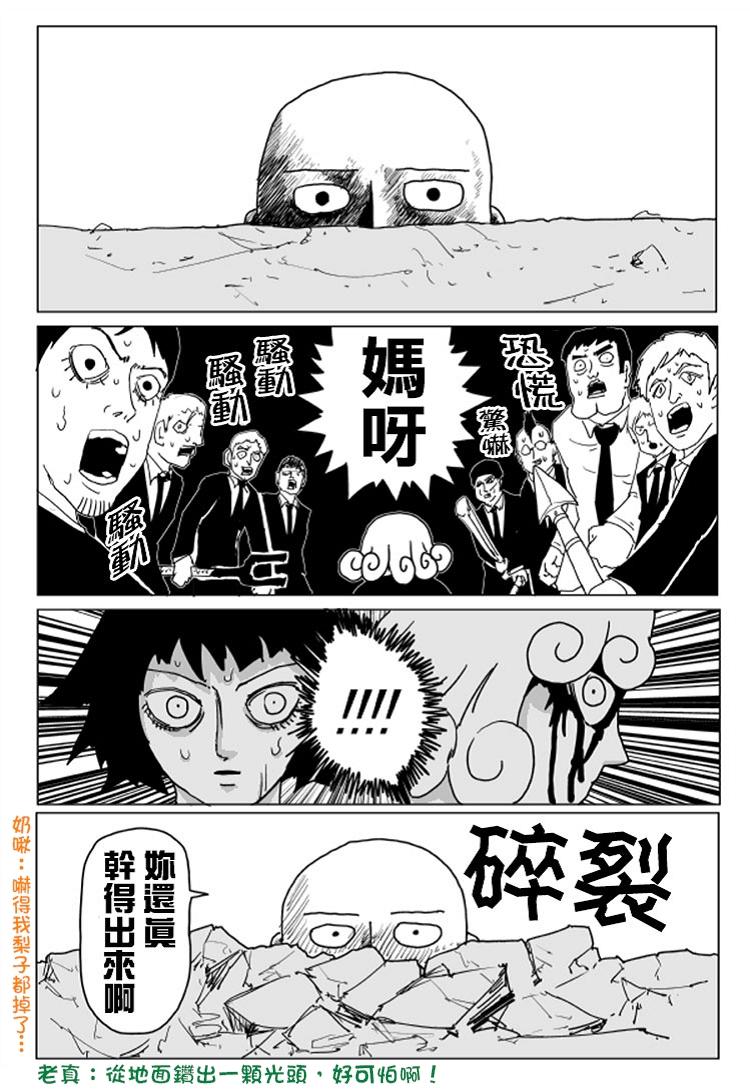 恐慌
驚嚇
媽呀
騷動
騷動
騷動
!!!!
碎裂
妳還真
幹得出來啊
奶啾…嚇得我梨子都掉了…
老真：從地面鑽出一顆光頭，好可怕啊！